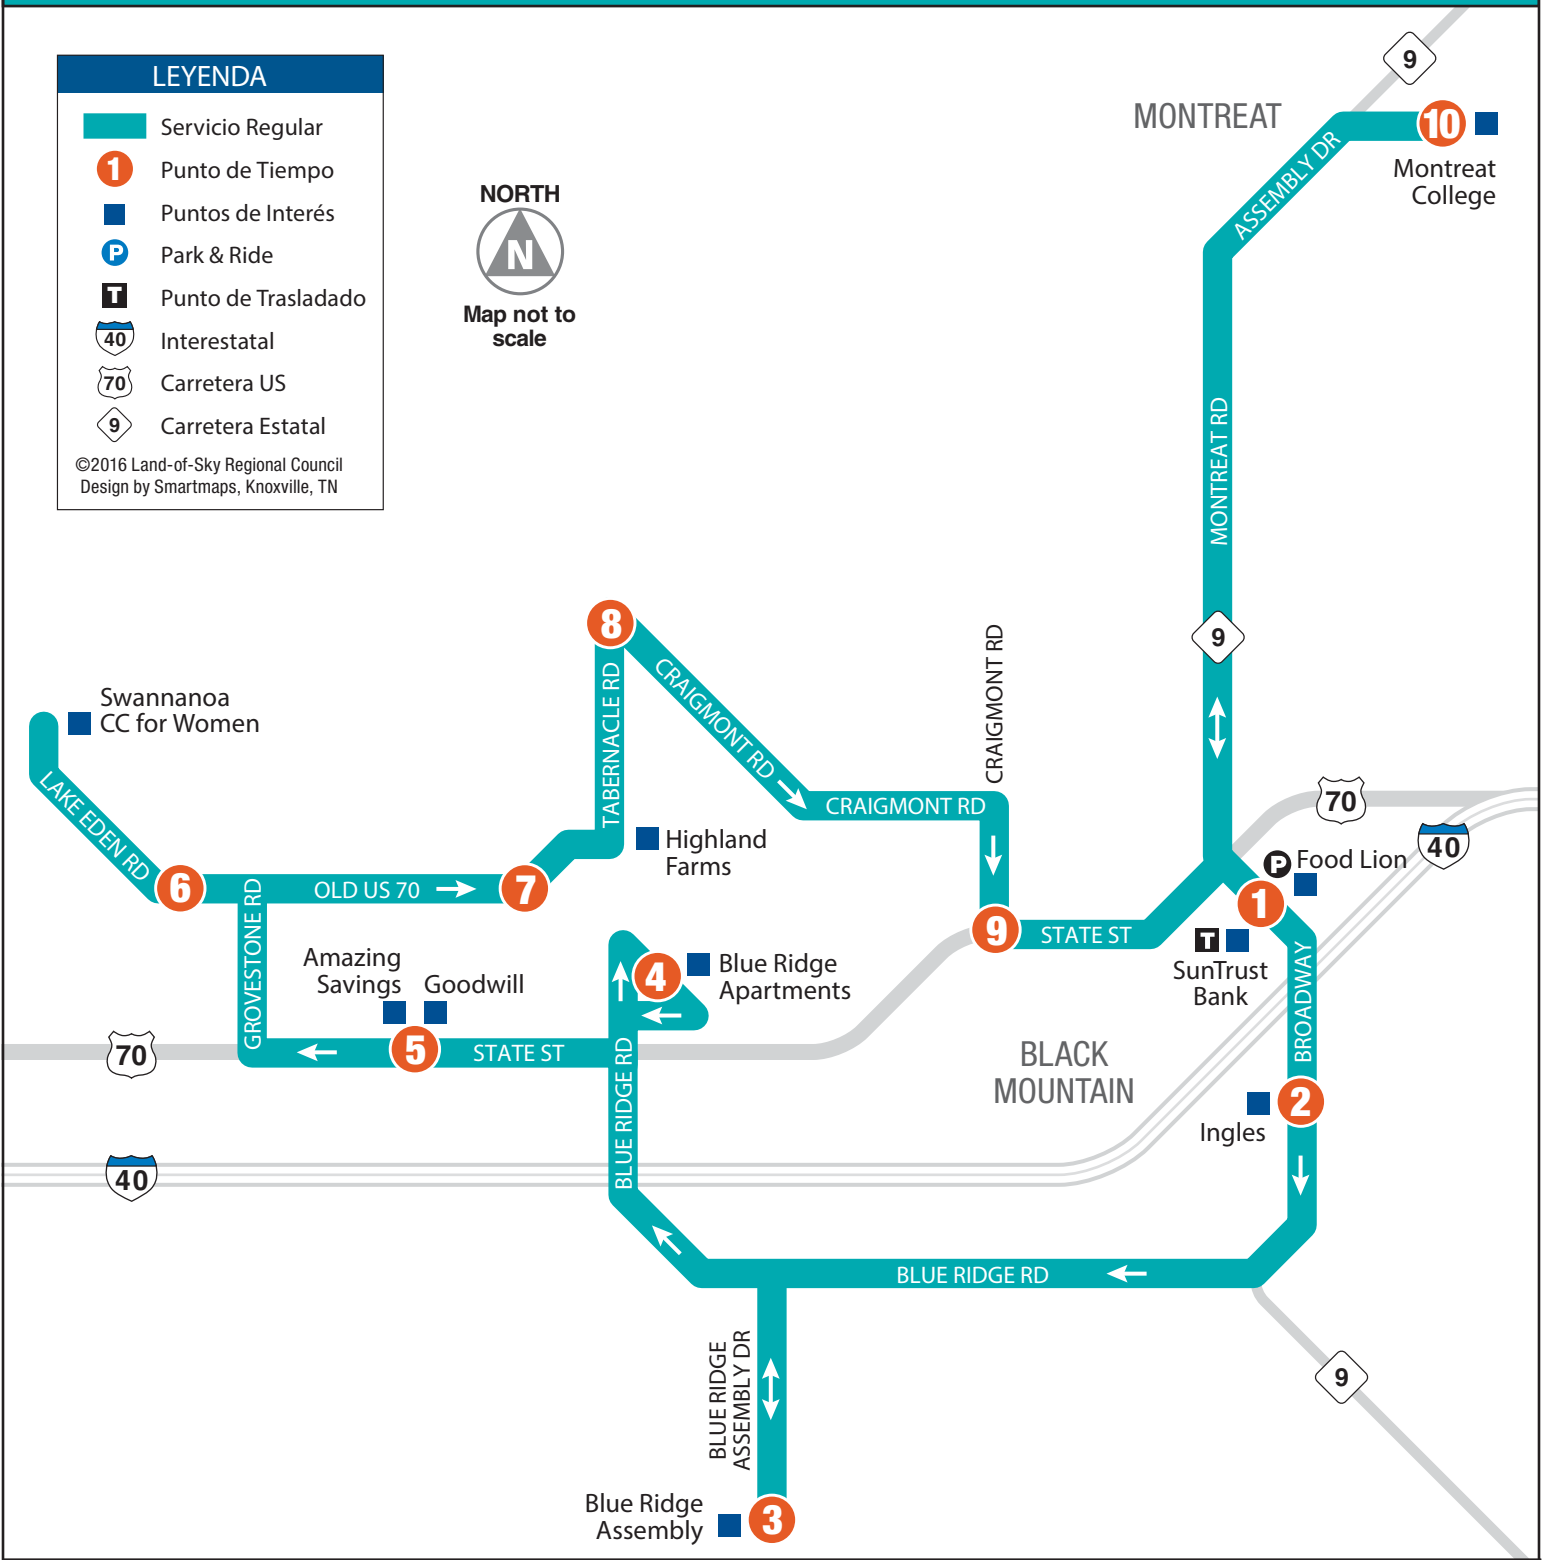 LEYENDA
Servicio Regular
1
Punto de Tiempo
Puntos de Interés
P
Park & Ride
T
Punto de Trasladado
40
Interestatal
70
Carretera US
9
Carretera Estatal
©2016 Land-of-Sky Regional Council
Design by Smartmaps, Knoxville, TN
NORTH
N
Map not to
scale
9
MONTREAT
10
Montreat
College
ASSEMBLY DR
MONTREAT RD
9
8
TABERNACLE RD
CRAIGMONT RD
CRAIGMONT RD
CRAIGMONT RD
Swannanoa
CC for Women
LAKE EDEN RD
6
OLD US 70
7
Highland
Farms
70
40
P
Food Lion
1
9
STATE ST
T
SunTrust
Bank
BROADWAY
GROVESTONE RD
Amazing
Savings
Goodwill
4
Blue Ridge
Apartments
70
5
STATE ST
BLUE RIDGE RD
BLACK
MOUNTAIN
2
Ingles
40
BLUE RIDGE RD
BLUE RIDGE
ASSEMBLY DR
9
Blue Ridge
Assembly
3